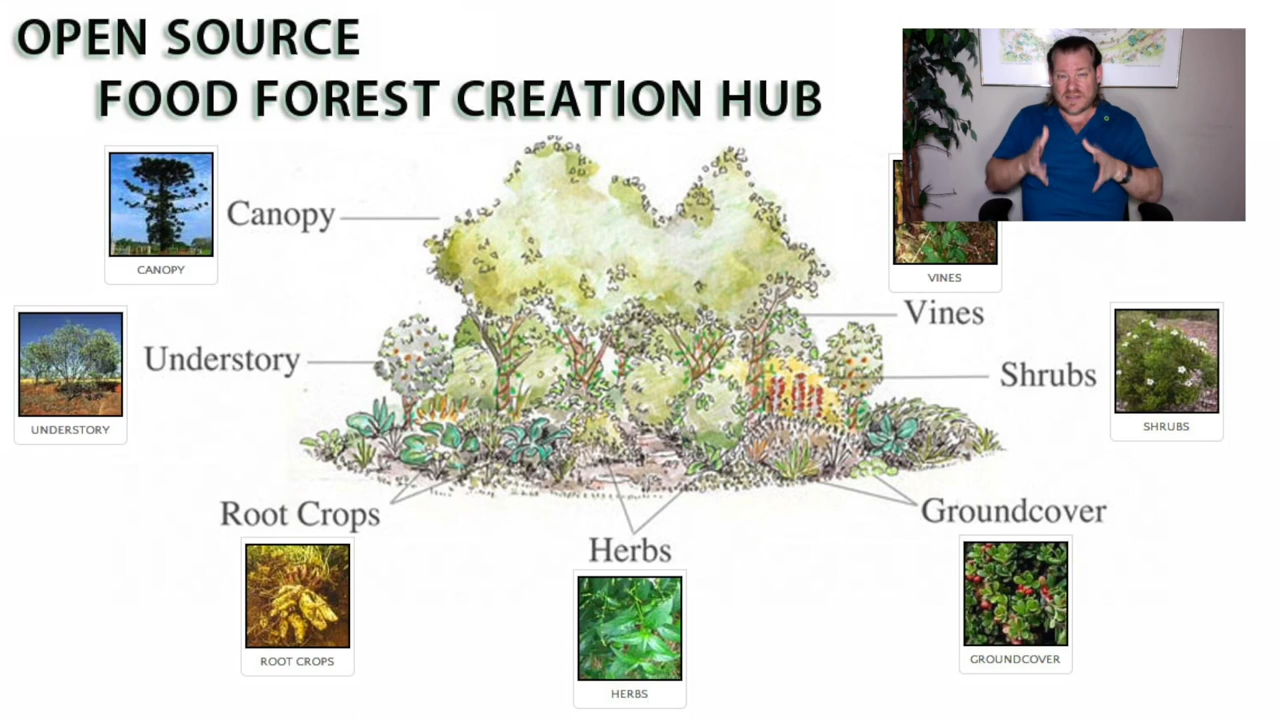 OPEN SOURCE
FOOD FOREST CREATION HUB
Canopy
CANOPY
VINES
Vines
Understory
UNDERSTORY
Shrubs
SHRUBS
Root Crops
ROOT CROPS
Herbs
HERBS
Groundcover
GROUNDCOVER